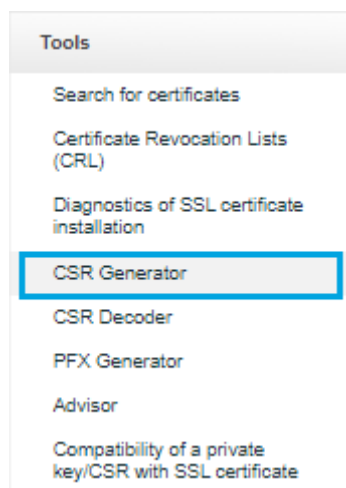 Tools
Search for certificates
Certificate Revocation Lists
(CRL)
Diagnostics of SSL certificate
installation
CSR Generator
CSR Decoder
PFX Generator
Advisor
Compatibility of a private
key/CSR with SSL certificate